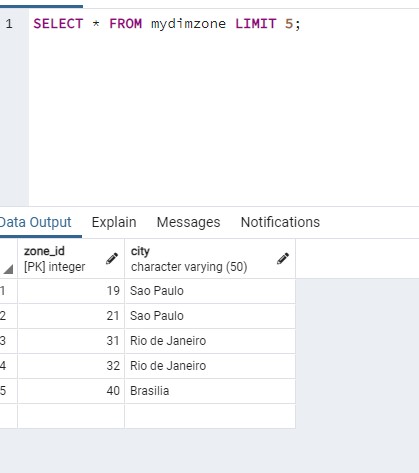 1 SELECT * FROM mydimzone LIMIT 5;
Data Output Explain Messages Notifications
zone_id city
[PK] integer character varying (50)
1 19 Sao Paulo
2 21 Sao Paulo
3 31 Rio de Janeiro
4 32 Rio de Janeiro
5 40 Brasilia